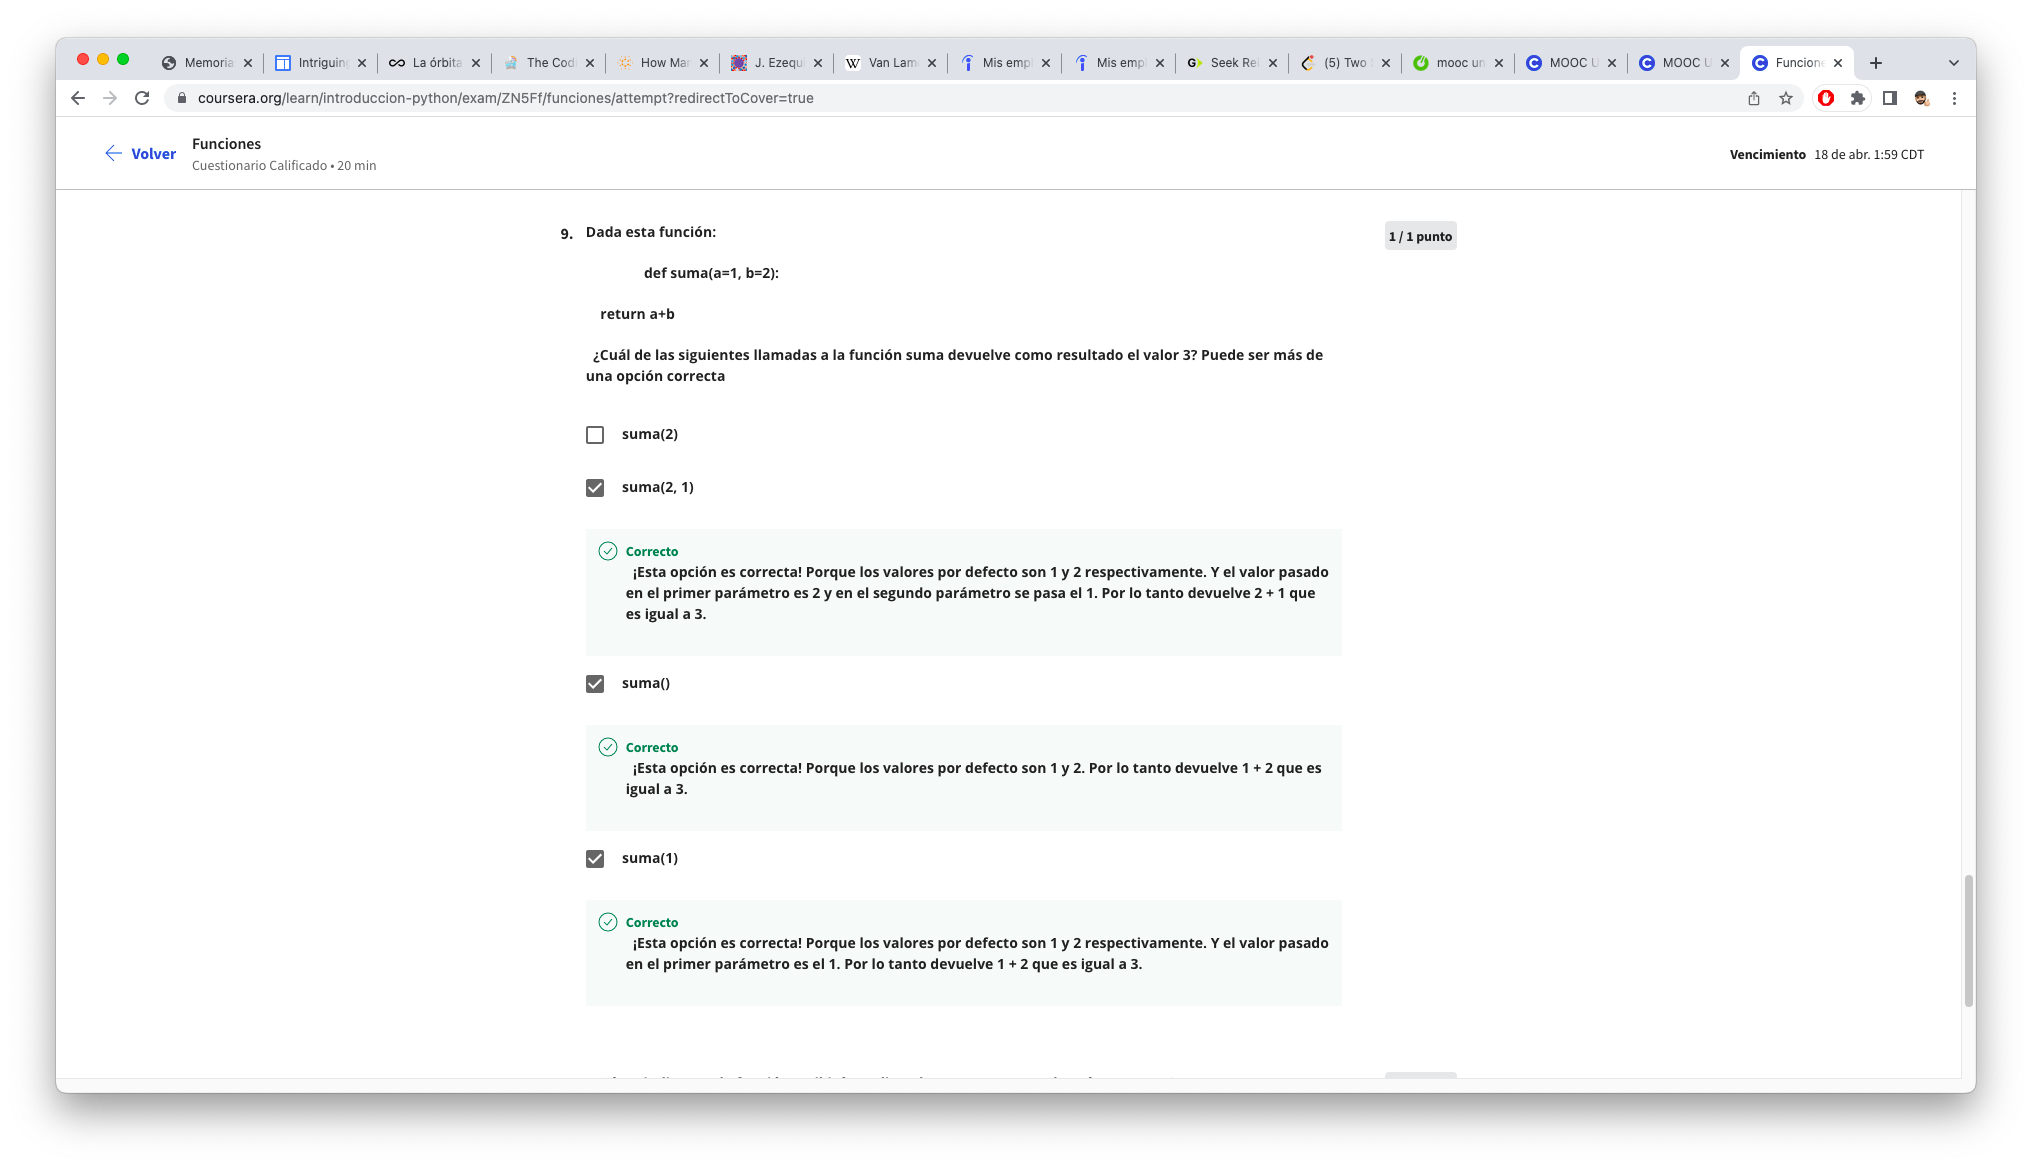 Memoria
Intriguin
La órbita
The Cod
How Mar
J. Ezequ
Van Lam
Mis emp
Mis emp
Seek Re
(5) Two
mooc un
MOOC U
MOOC U
Funcione
coursera.org/learn/introduccion-python/exam/ZN5Ff/funciones/attempt?redirectToCover=true
Volver
Funciones
Cuestionario Calificado • 20 min
Vencimiento 18 de abr. 1:59 CDT
9. Dada esta función:
1 / 1 punto
def suma(a=1, b=2):
return a+b
¿Cuál de las siguientes llamadas a la función suma devuelve como resultado el valor 3? Puede ser más de
una opción correcta
suma(2)
suma(2, 1)
Correcto
¡Esta opción es correcta! Porque los valores por defecto son 1 y 2 respectivamente. Y el valor pasado
en el primer parámetro es 2 y en el segundo parámetro se pasa el 1. Por lo tanto devuelve 2 + 1 que
es igual a 3.
suma()
Correcto
¡Esta opción es correcta! Porque los valores por defecto son 1 y 2. Por lo tanto devuelve 1 + 2 que es
igual a 3.
suma(1)
Correcto
¡Esta opción es correcta! Porque los valores por defecto son 1 y 2 respectivamente. Y el valor pasado
en el primer parámetro es el 1. Por lo tanto devuelve 1 + 2 que es igual a 3.